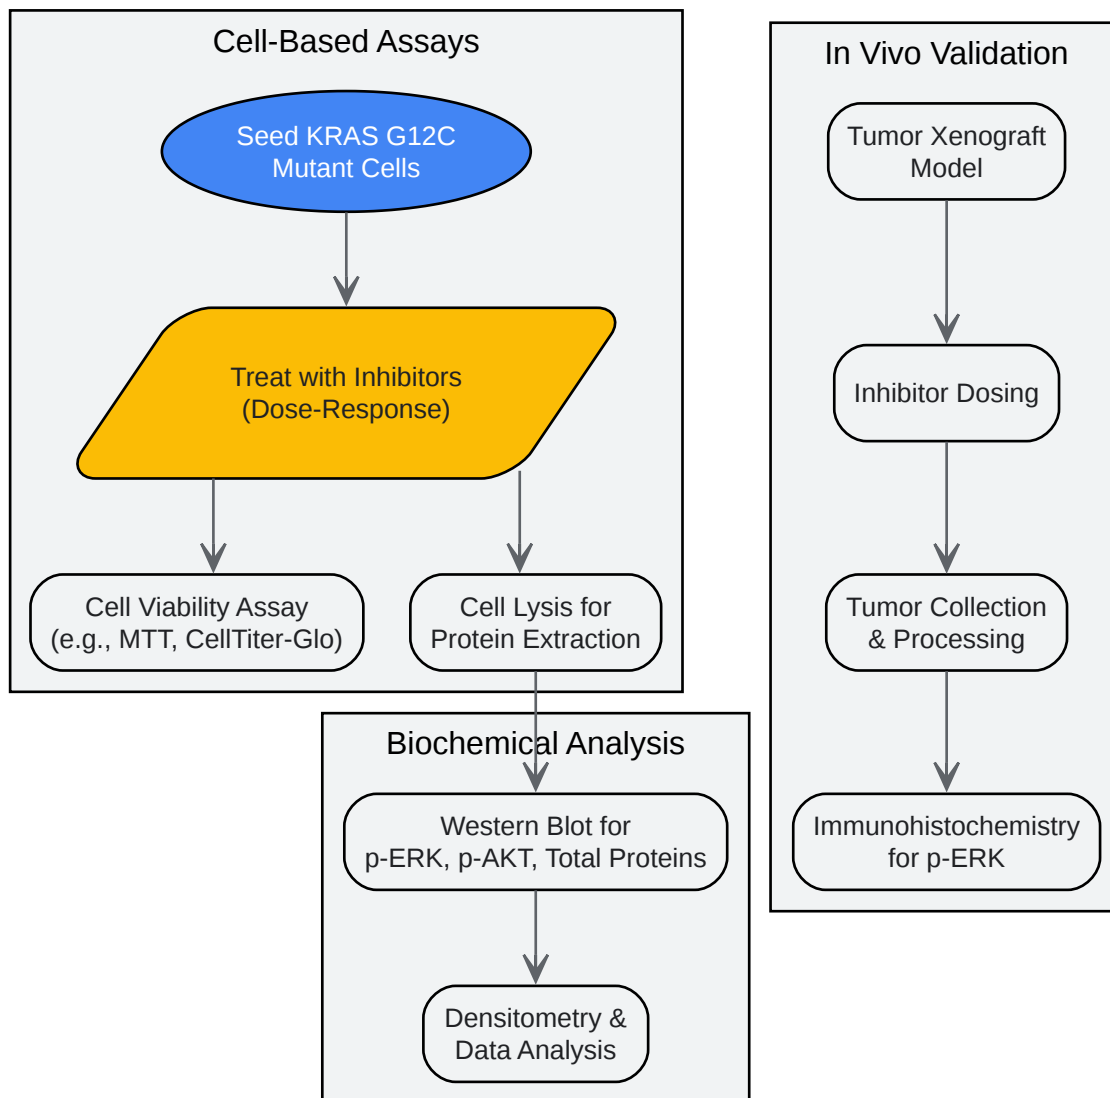 Cell-Based Assays
Seed KRAS G12C
Mutant Cells
Treat with Inhibitors
(Dose-Response)
Cell Viability Assay
(e.g., MTT, CellTiter-Glo)
Cell Lysis for
Protein Extraction
Biochemical Analysis
Western Blot for
p-ERK, p-AKT, Total Proteins
Densitometry &
Data Analysis
In Vivo Validation
Tumor Xenograft
Model
Inhibitor Dosing
Tumor Collection
& Processing
Immunohistochemistry
for p-ERK